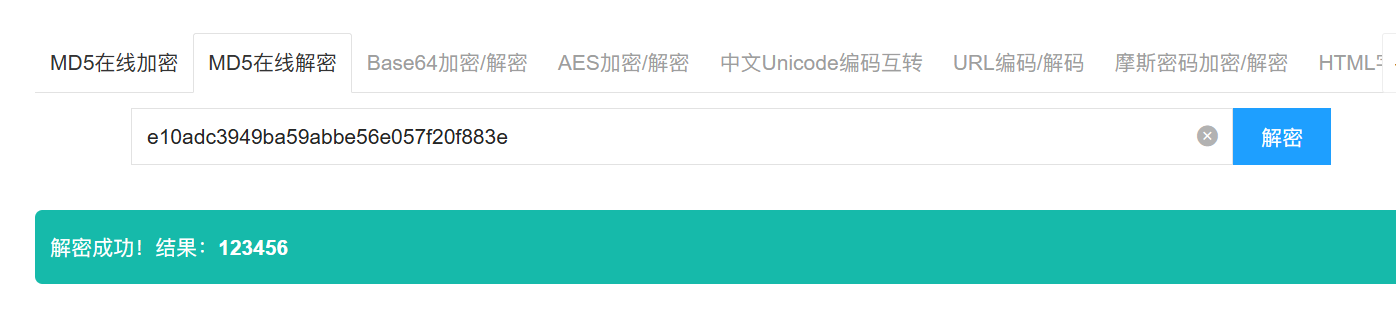 MD5在线加密 MD5在线解密 Base64加密/解密 AES加密/解密 中文Unicode编码互转 URL编码/解码 摩斯密码加密/解密 HTML
e10adc3949ba59abbe56e057f20f883e 解密
解密成功！结果：123456